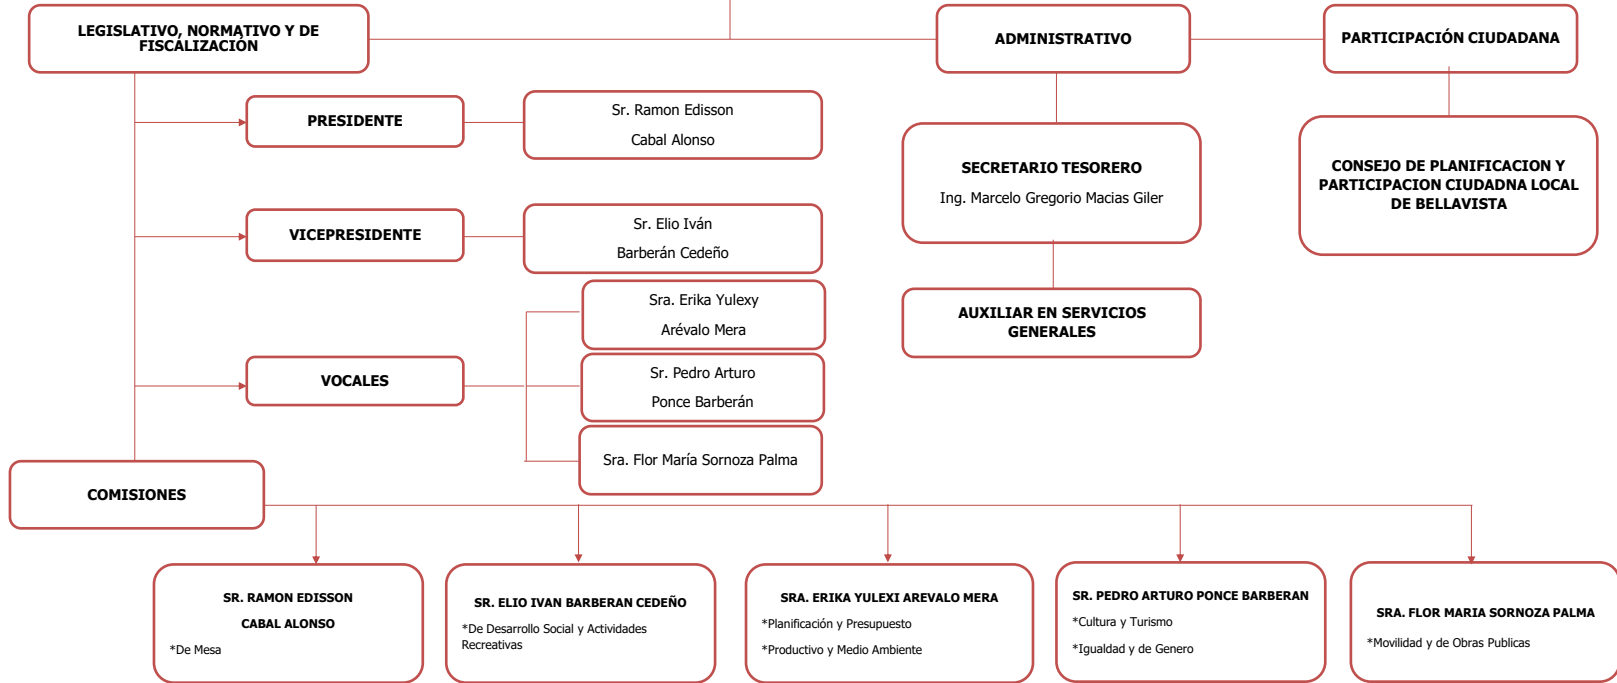 LEGISLATIVO, NORMATIVO Y DE
FISCALIZACIÓN
ADMINISTRATIVO
PARTICIPACIÓN CIUDADANA
PRESIDENTE
Sr. Ramon Edisson
Cabal Alonso
SECRETARIO TESORERO
Ing. Marcelo Gregorio Macias Giler
CONSEJO DE PLANIFICACION Y
PARTICIPACION CIUDADNA LOCAL
DE BELLAVISTA
VICEPRESIDENTE
Sr. Elio Iván
Barberán Cedeño
AUXILIAR EN SERVICIOS
GENERALES
VOCALES
Sra. Erika Yulexy
Arévalo Mera
Sr. Pedro Arturo
Ponce Barberán
Sra. Flor María Sornoza Palma
COMISIONES
SR. RAMON EDISSON
CABAL ALONSO
*De Mesa
SR. ELIO IVAN BARBERAN CEDEÑO
*De Desarrollo Social y Actividades
Recreativas
SRA. ERIKA YULEXI AREVALO MERA
*Planificación y Presupuesto
*Productivo y Medio Ambiente
SR. PEDRO ARTURO PONCE BARBERAN
*Cultura y Turismo
*Igualdad y de Genero
SRA. FLOR MARIA SORNOZA PALMA
*Movilidad y de Obras Publicas